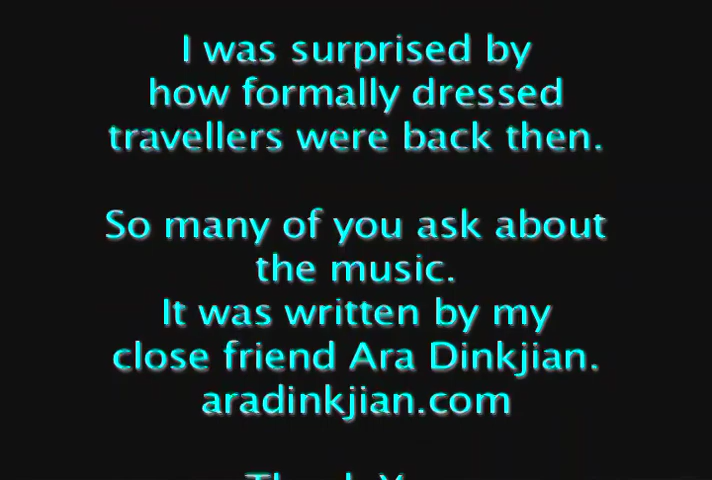 I was surprised by
how formally dressed
travellers were back then.
So many of you ask about
the music.
It was written by my
close friend Ara Dinkjian.
aradinkjian.com